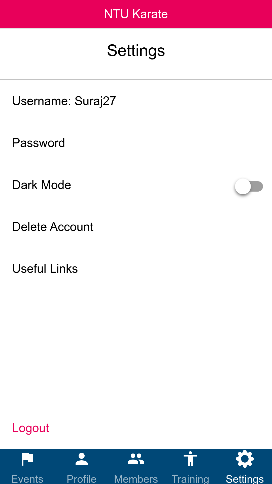 NTU Karate
Settings
Username: Suraj27
Password
Dark Mode
Delete Account
Useful Links
Logout
Events Profile Members Training Settings